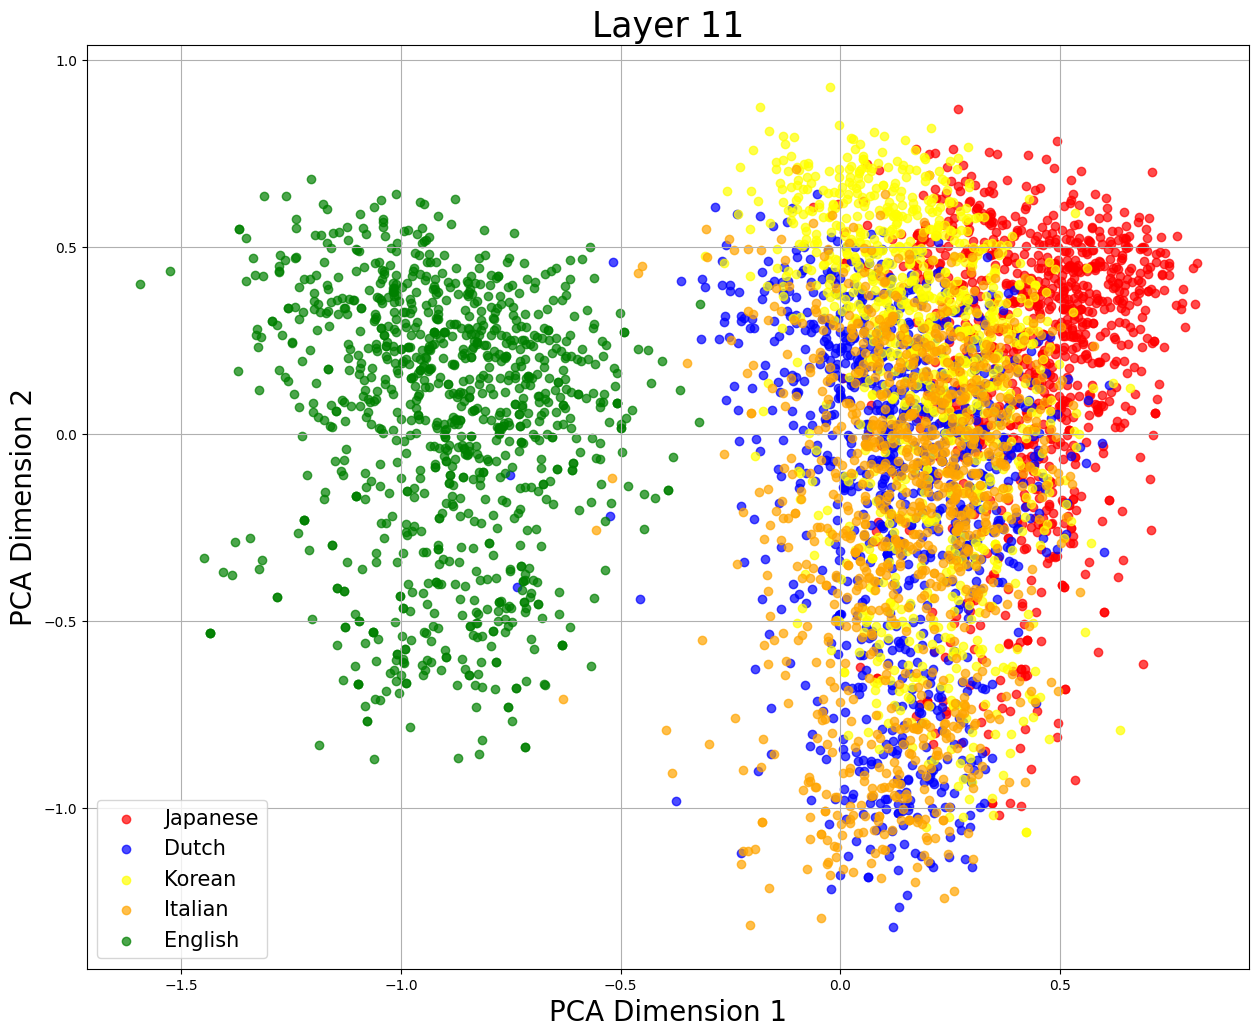 Layer 11
1.0
0.5
0.0
−0.5
−1.0
PCA Dimension 2
Japanese
Dutch
Korean
Italian
English
−1.5
−1.0
−0.5
0.0
0.5
PCA Dimension 1